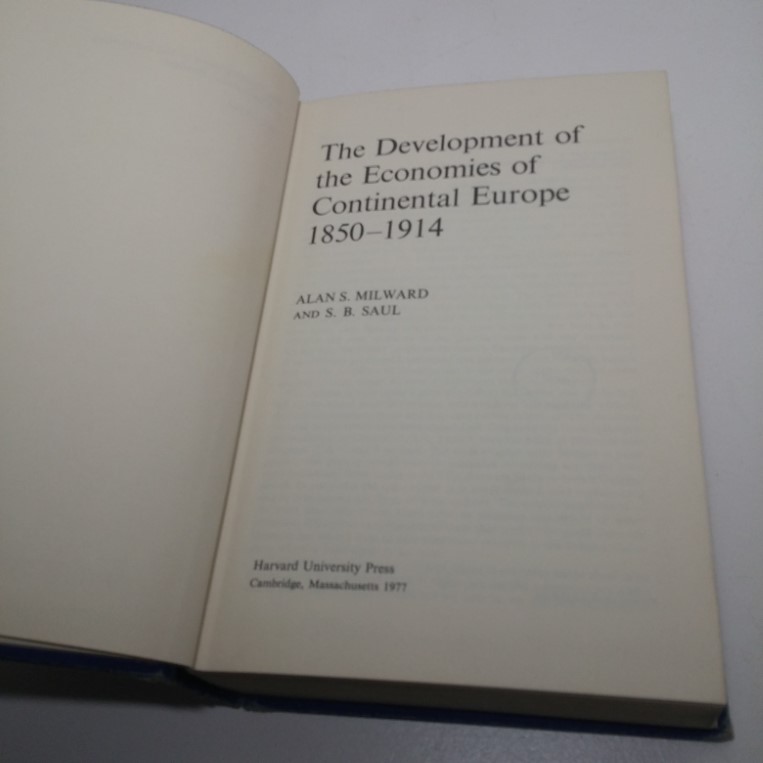 The Development of
the Economies of
Continental Europe
1850–1914
ALAN S. MILWARD
AND S. B. SAUL
Harvard University Press
Cambridge, Massachusetts 1977